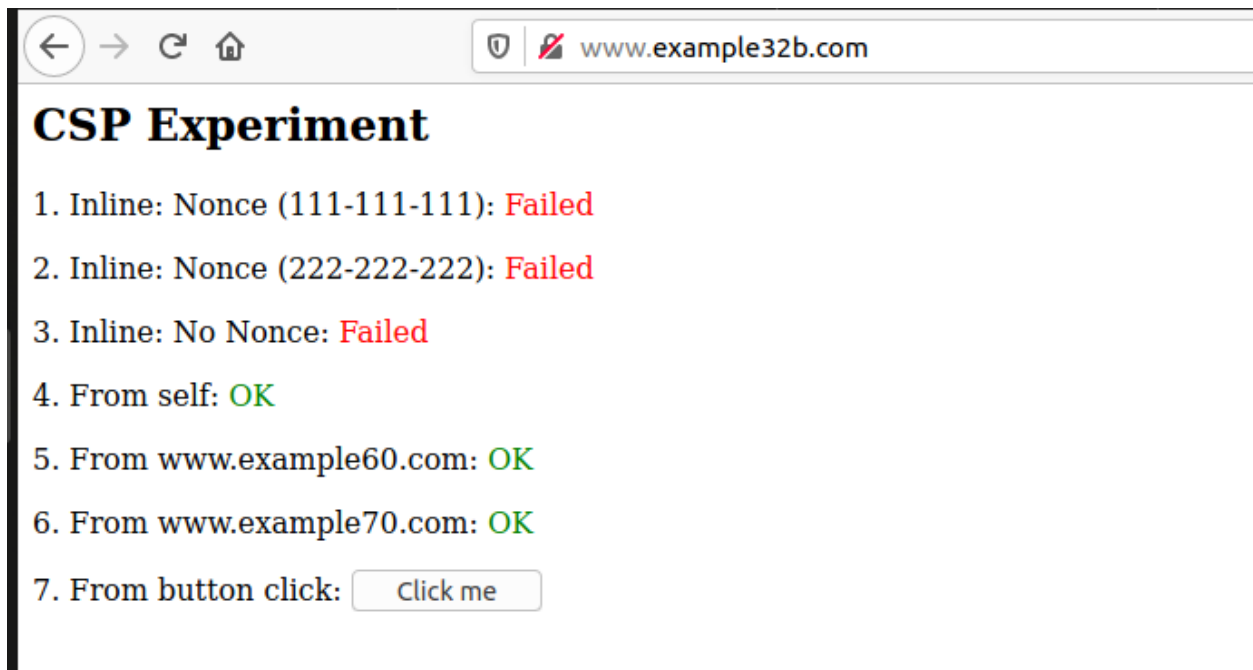 www.example32b.com
CSP Experiment
1. Inline: Nonce (111-111-111): Failed
2. Inline: Nonce (222-222-222): Failed
3. Inline: No Nonce: Failed
4. From self: OK
5. From www.example60.com: OK
6. From www.example70.com: OK
7. From button click: Click me